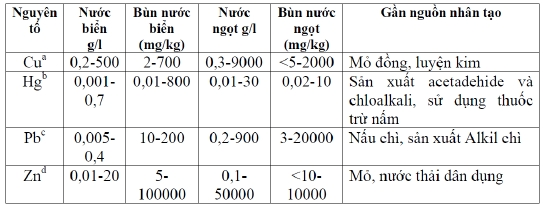 Nguyên tố Nước biển g/l Bùn nước biển (mg/kg) Nước ngọt g/l Bùn nước ngọt (mg/kg) Gần nguồn nhân tạo
Cuᵃ 0,2-500 2-700 0,3-9000 <5-2000 Mỏ đồng, luyện kim
Hgᵇ 0,001-0,7 0,01-800 0,01-30 0,02-10 Sản xuất acetadehide và chloalkali, sử dụng thuốc trừ nấm
Pbᶜ 0,005-0,4 10-200 0,2-900 3-20000 Nấu chì, sản xuất Alkil chì
Znᵈ 0,01-20 5-100000 0,1-50000 <10-10000 Mỏ, nước thải dân dụng